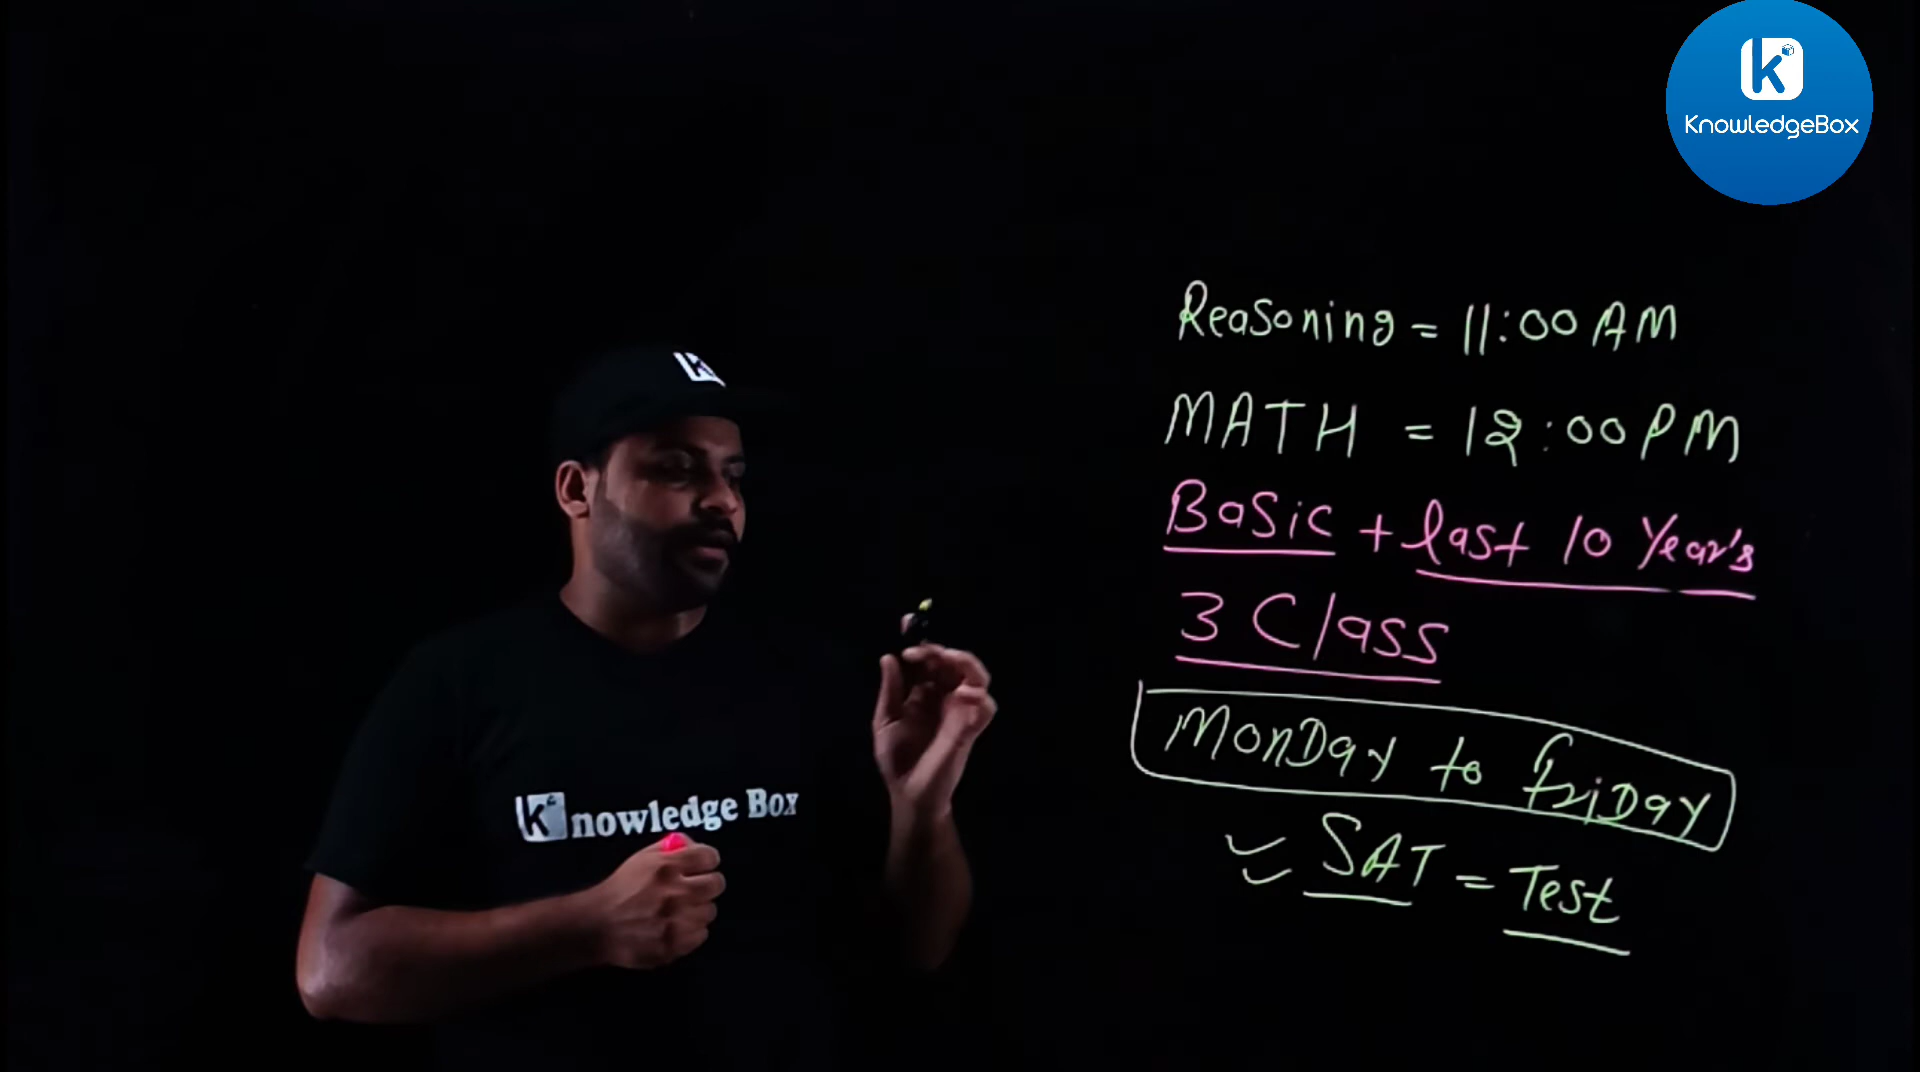 K
KnowledgeBox
Reasoning = 11:00 AM
MATH = 12:00 PM
Basic + last 10 Year's
3 Class
MonDay to friDay
SAT = Test
K
Knowledge Box